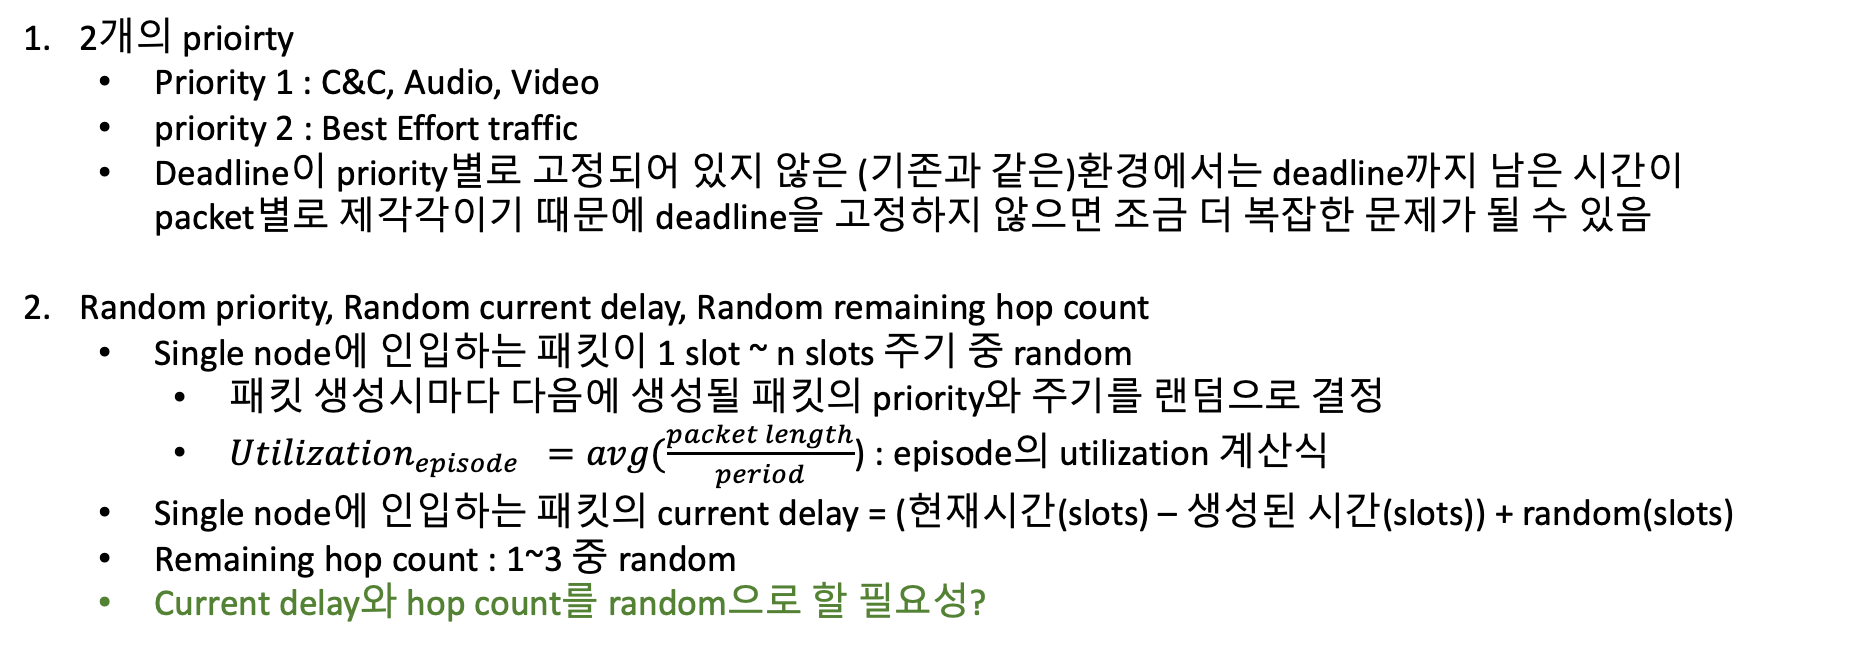 1. 2개의 prioirty
• Priority 1 : C&C, Audio, Video
• priority 2 : Best Effort traffic
• Deadline이 priority별로 고정되어 있지 않은 (기존과 같은)환경에서는 deadline까지 남은 시간이
packet별로 제각각이기 때문에 deadline을 고정하지 않으면 조금 더 복잡한 문제가 될 수 있음
2. Random priority, Random current delay, Random remaining hop count
• Single node에 인입하는 패킷이 1 slot ~ n slots 주기 중 random
• 패킷 생성시마다 다음에 생성될 패킷의 priority와 주기를 랜덤으로 결정
• Utilization_episode = avg(packet length / period) : episode의 utilization 계산식
• Single node에 인입하는 패킷의 current delay = (현재시간(slots) – 생성된 시간(slots)) + random(slots)
• Remaining hop count : 1~3 중 random
• Current delay와 hop count를 random으로 할 필요성?